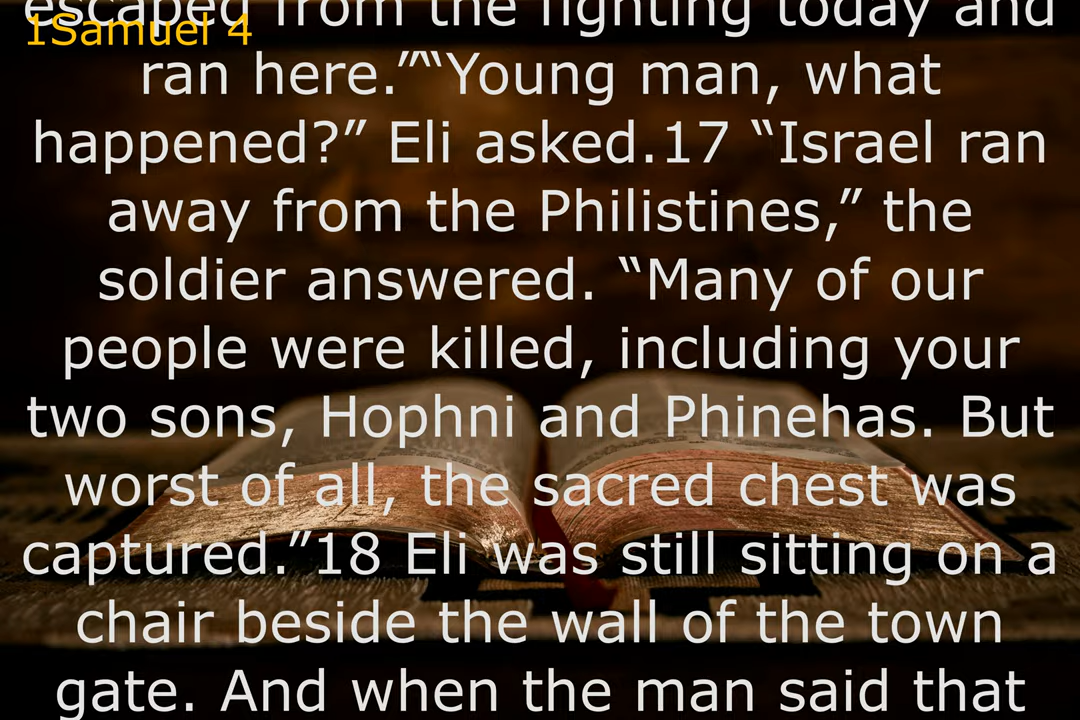 escaped from the fighting today and
1Samuel 4
ran here.”“Young man, what
happened?” Eli asked.17 “Israel ran
away from the Philistines,” the
soldier answered. “Many of our
people were killed, including your
two sons, Hophni and Phinehas. But
worst of all, the sacred chest was
captured.”18 Eli was still sitting on a
chair beside the wall of the town
gate. And when the man said that